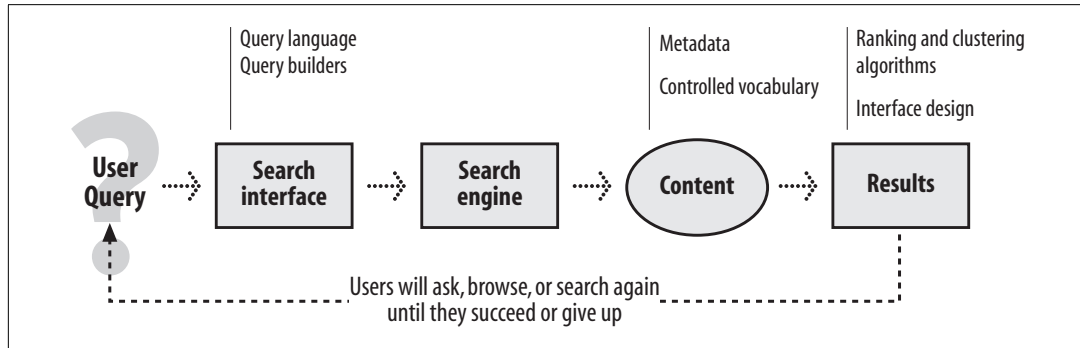 Query language
Query builders
Metadata
Controlled vocabulary
Ranking and clustering
algorithms
Interface design
?
User
Query
Search
interface
Search
engine
Content
Results
Users will ask, browse, or search again
until they succeed or give up